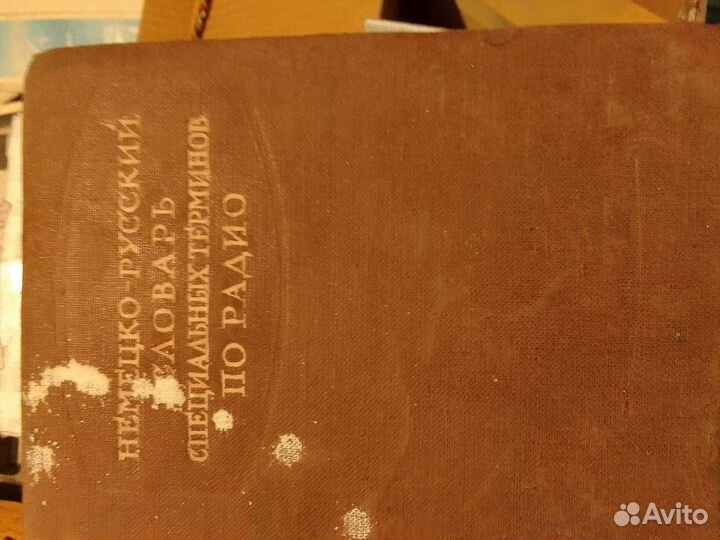 НЕМЕЦКО-РУССКИЙ
СЛОВАРЬ
СПЕЦИАЛЬНЫХ ТЕРМИНОВ
ПО РАДИО
Avito